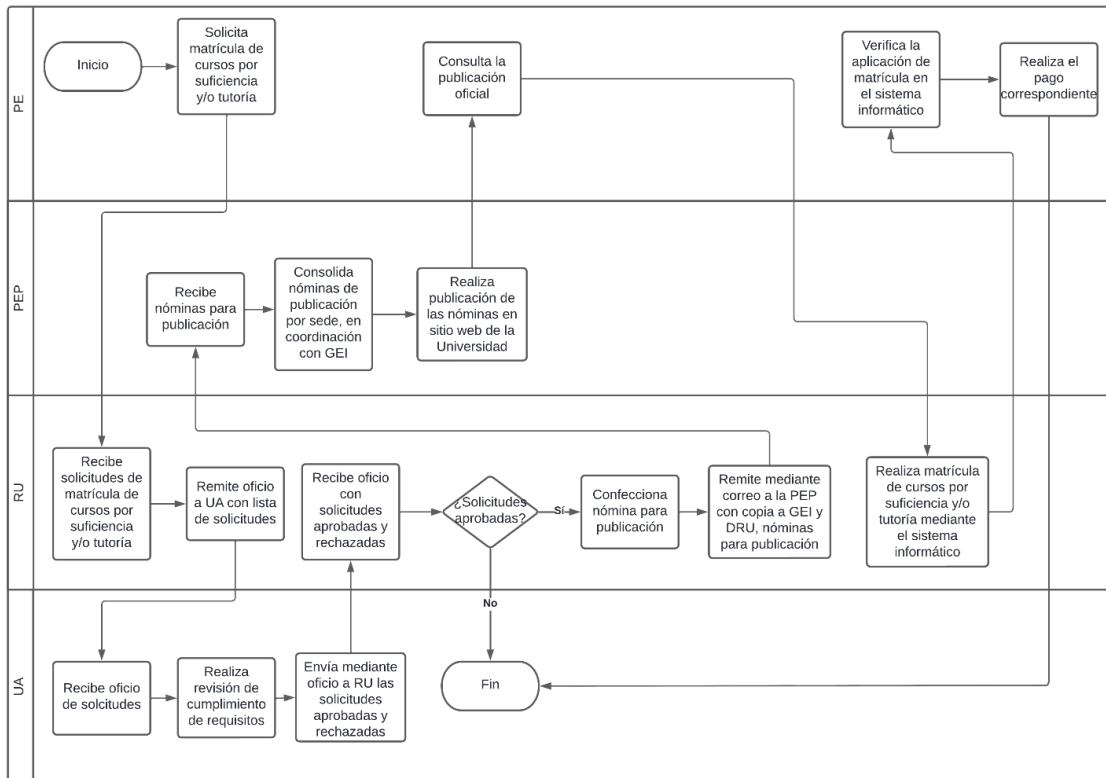 PE
Inicio
Solicita
matrícula de
cursos por
suficiencia
y/o tutoría
Consulta la
publicación
oficial
Verifica la
aplicación de
matrícula en
el sistema
informático
Realiza el
pago
correspondiente
PEP
Recibe
nóminas para
publicación
Consolida
nóminas de
publicación
por sede, en
coordinación
con GEI
Realiza
publicación de
las nóminas en
sitio web de la
Universidad
RU
Recibe
solicitudes de
matrícula de
cursos por
suficiencia
y/o tutoría
Remite oficio
a UA con lista
de solicitudes
Recibe oficio
con
solicitudes
aprobadas y
rechazadas
¿Solicitudes
aprobadas?
Sí
Confecciona
nómina para
publicación
Remite mediante
correo a la PEP
con copia a GEI y
DRU, nóminas
para publicación
Realiza matrícula
de cursos por
suficiencia y/o
tutoría mediante
el sistema
informático
No
UA
Recibe oficio
de solcitudes
Realiza
revisión de
cumplimiento
de requisitos
Envía mediante
oficio a RU las
solicitudes
aprobadas y
rechazadas
Fin